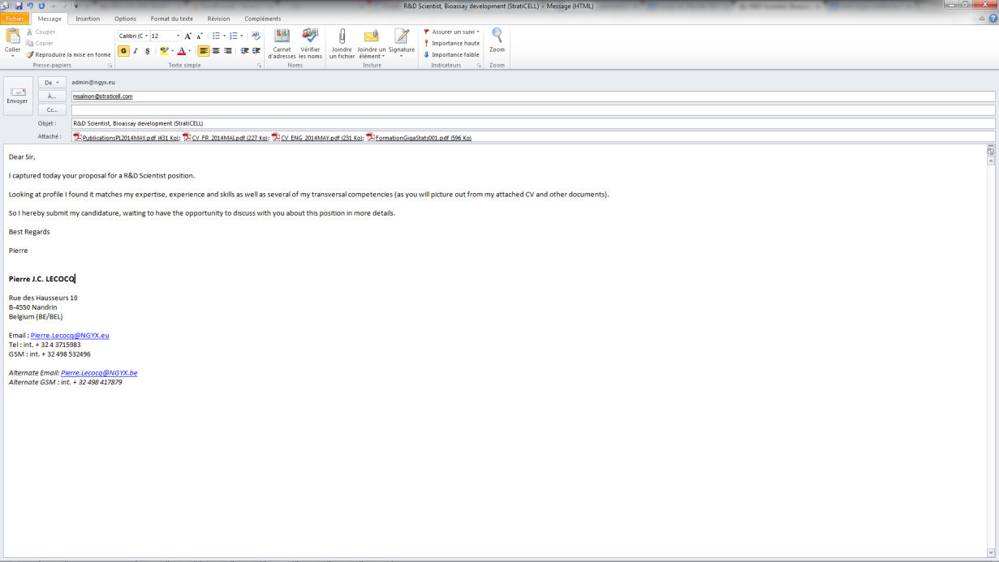 R&D Scientist, Bioassay development (StratiCELL) - Message (HTML)
Fichier Message Insertion Options Format du texte Révision Compléments
Coller
Couper
Copier
Reproduire la mise en forme
Presse-papiers
Calibri (C 12
G I S
Texte simple
Carnet d'adresses
Vérifier les noms
Noms
Joindre un fichier
Joindre un élément
Signature
Inclure
Assurer un suivi
Importance haute
Importance faible
Indicateurs
Zoom
Zoom
Envoyer
De admin@ngyx.eu
À... msalmon@straticell.com
Cc...
Objet : R&D Scientist, Bioassay development (StratiCELL)
Attaché : PublicationsPL2014MAY.pdf (431 Ko); CV_FR_2014MAI.pdf (227 Ko); CV_ENG_2014MAY.pdf (231 Ko); FormationGigaStats001.pdf (596 Ko)
Dear Sir,
I captured today your proposal for a R&D Scientist position.
Looking at profile I found it matches my expertise, experience and skills as well as several of my transversal competencies (as you will picture out from my attached CV and other documents).
So I hereby submit my candidature, waiting to have the opportunity to discuss with you about this position in more details.
Best Regards
Pierre
Pierre J.C. LECOCQ
Rue des Hausseurs 10
B-4550 Nandrin
Belgium (BE/BEL)
Email : Pierre.Lecocq@NGYX.eu
Tel : int. + 32 4 3715983
GSM : int. + 32 498 532496
Alternate Email: Pierre.Lecocq@NGYX.be
Alternate GSM : int. + 32 498 417879